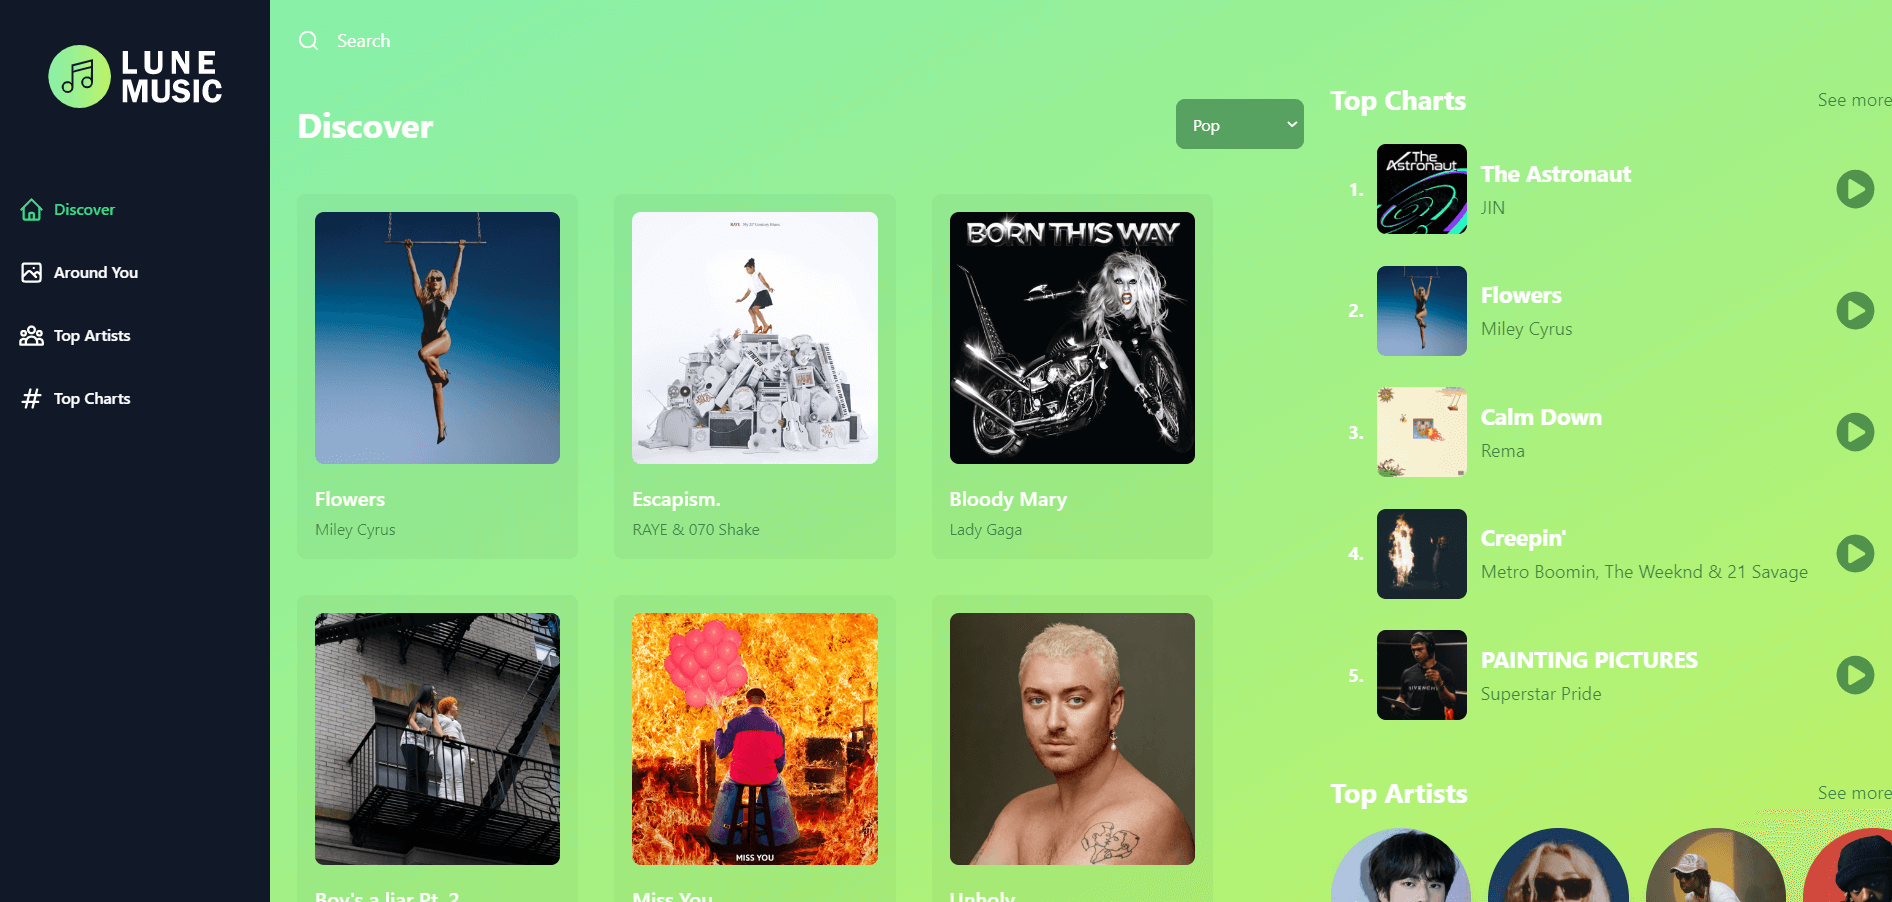 LUNE
MUSIC
Discover
Around You
Top Artists
Top Charts
Search
Discover
Pop
BORN THIS WAY
Flowers
Miley Cyrus
Escapism.
RAYE & 070 Shake
Bloody Mary
Lady Gaga
MISS YOU
Boy's a liar Pt. 2
Miss You
Unholy
Top Charts
See more
1.
The
Astronaut
The Astronaut
JIN
2.
Flowers
Miley Cyrus
3.
Calm Down
Rema
4.
Creepin'
Metro Boomin, The Weeknd & 21 Savage
5.
GIVENCHY
PAINTING PICTURES
Superstar Pride
Top Artists
See more